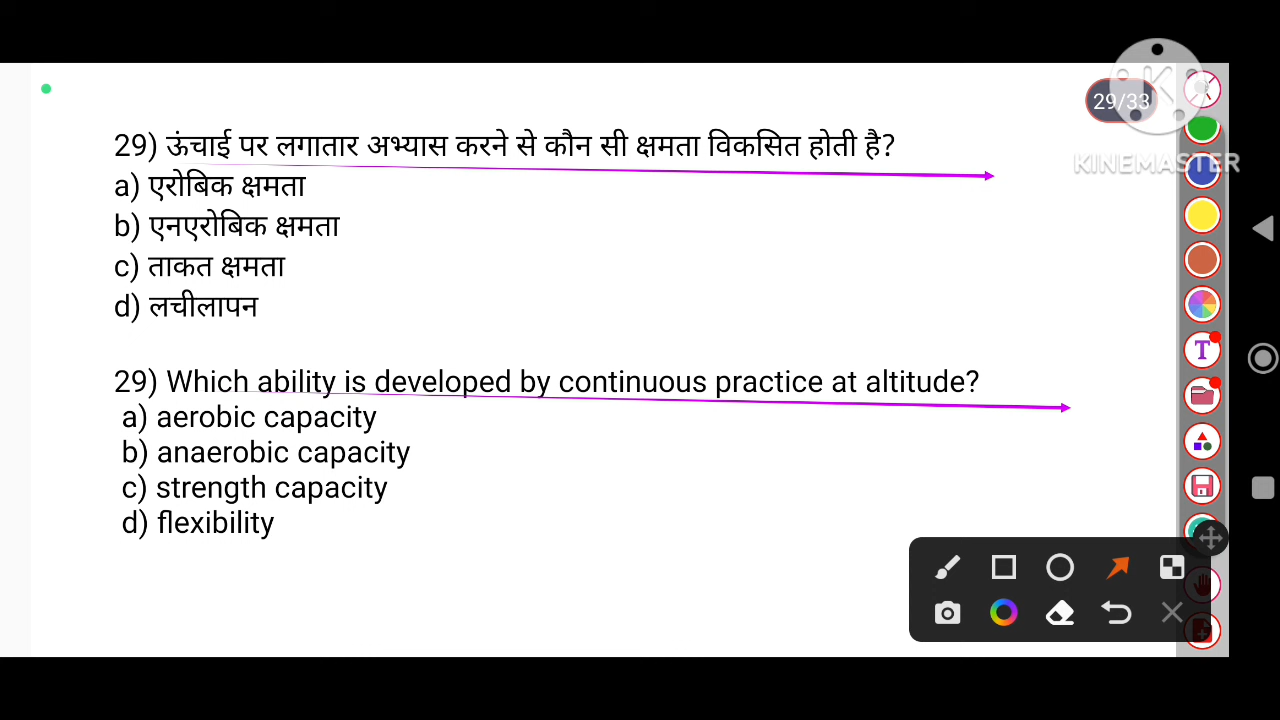 29/33
KINEMASTER
29) ऊंचाई पर लगातार अभ्यास करने से कौन सी क्षमता विकसित होती है?
a) एरोबिक क्षमता
b) एनएरोबिक क्षमता
c) ताकत क्षमता
d) लचीलापन
29) Which ability is developed by continuous practice at altitude?
a) aerobic capacity
b) anaerobic capacity
c) strength capacity
d) flexibility
T